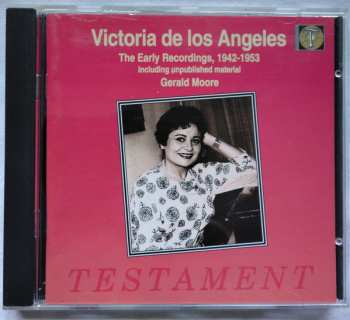 Victoria de los Angeles
The Early Recordings, 1942-1953
Including unpublished material
Gerald Moore
TESTAMENT